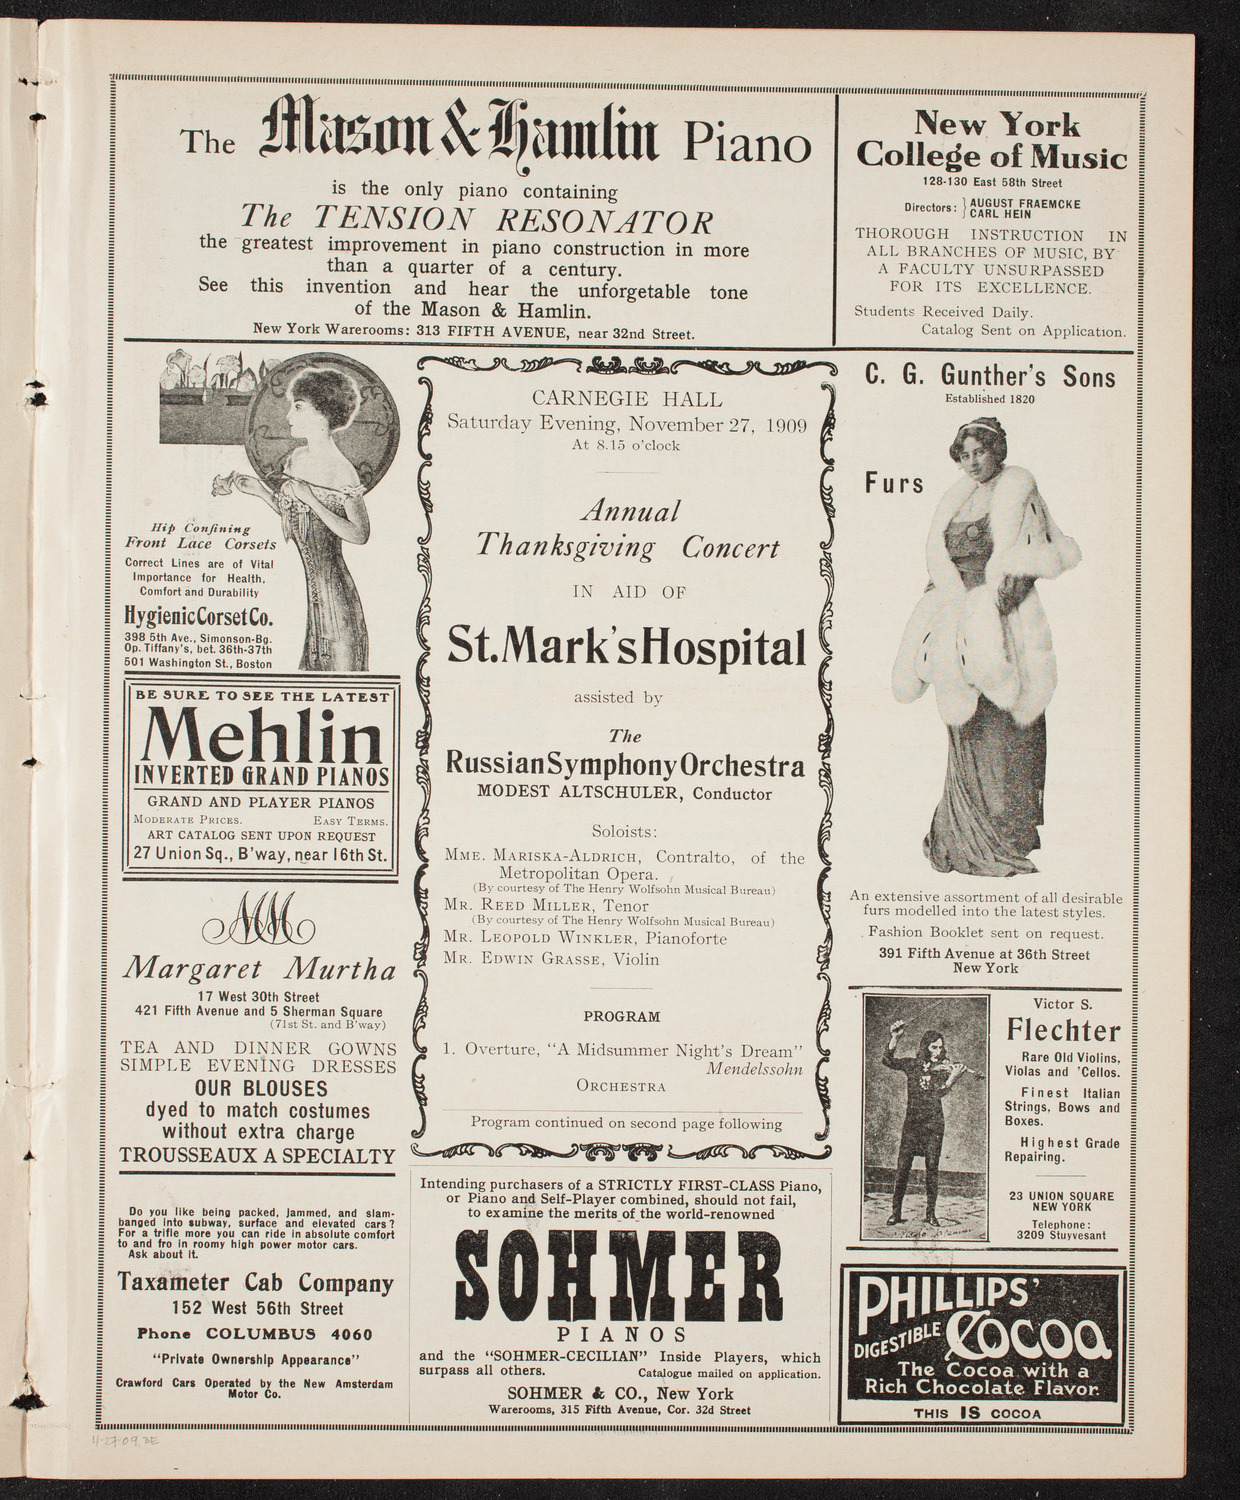 The Mason & Hamlin Piano
is the only piano containing
The TENSION RESONATOR
the greatest improvement in piano construction in more
than a quarter of a century.
See this invention and hear the unforgetable tone
of the Mason & Hamlin.
New York Warerooms: 313 FIFTH AVENUE, near 32nd Street.
New York
College of Music
128-130 East 58th Street
Directors: } AUGUST FRAEMCKE
CARL HEIN
THOROUGH INSTRUCTION IN
ALL BRANCHES OF MUSIC, BY
A FACULTY UNSURPASSED
FOR ITS EXCELLENCE.
Students Received Daily.
Catalog Sent on Application.
Hip Confining
Front Lace Corsets
Correct Lines are of Vital
Importance for Health,
Comfort and Durability
Hygienic Corset Co.
398 5th Ave., Simonson-Bg.
Op. Tiffany's, bet. 36th-37th
501 Washington St., Boston
BE SURE TO SEE THE LATEST
Mehlin
INVERTED GRAND PIANOS
GRAND AND PLAYER PIANOS
MODERATE PRICES. EASY TERMS.
ART CATALOG SENT UPON REQUEST
27 Union Sq., B'way, near 16th St.
MM
Margaret Murtha
17 West 30th Street
421 Fifth Avenue and 5 Sherman Square
(71st St. and B'way)
TEA AND DINNER GOWNS
SIMPLE EVENING DRESSES
OUR BLOUSES
dyed to match costumes
without extra charge
TROUSSEAUX A SPECIALTY
Do you like being packed, jammed, and slam-
banged into subway, surface and elevated cars?
For a trifle more you can ride in absolute comfort
to and fro in roomy high power motor cars.
Ask about it.
Taxameter Cab Company
152 West 56th Street
Phone COLUMBUS 4060
"Private Ownership Appearance"
Crawford Cars Operated by the New Amsterdam
Motor Co.
CARNEGIE HALL
Saturday Evening, November 27, 1909
At 8.15 o'clock
Annual
Thanksgiving Concert
IN AID OF
St. Mark's Hospital
assisted by
The
Russian Symphony Orchestra
MODEST ALTSCHULER, Conductor
Soloists:
MME. MARISKA-ALDRICH, Contralto, of the
Metropolitan Opera.
(By courtesy of The Henry Wolfsohn Musical Bureau)
MR. REED MILLER, Tenor
(By courtesy of The Henry Wolfsohn Musical Bureau)
MR. LEOPOLD WINKLER, Pianoforte
MR. EDWIN GRASSE, Violin
PROGRAM
1. Overture, "A Midsummer Night's Dream"
Mendelssohn
ORCHESTRA
Program continued on second page following
Intending purchasers of a STRICTLY FIRST-CLASS Piano,
or Piano and Self-Player combined, should not fail,
to examine the merits of the world-renowned
SOHMER
PIANOS
and the "SOHMER-CECILIAN" Inside Players, which
surpass all others. Catalogue mailed on application.
SOHMER & CO., New York
Warerooms, 315 Fifth Avenue, Cor. 32d Street
C. G. Gunther's Sons
Established 1820
Furs
An extensive assortment of all desirable
furs modelled into the latest styles.
Fashion Booklet sent on request.
391 Fifth Avenue at 36th Street
New York
Victor S.
Flechter
Rare Old Violins,
Violas and 'Cellos.
Finest Italian
Strings, Bows and
Boxes.
Highest Grade
Repairing.
23 UNION SQUARE
NEW YORK
Telephone:
3209 Stuyvesant
PHILLIPS'
DIGESTIBLE COCOA
The Cocoa with a
Rich Chocolate Flavor.
THIS IS COCOA
11-27-09, BE